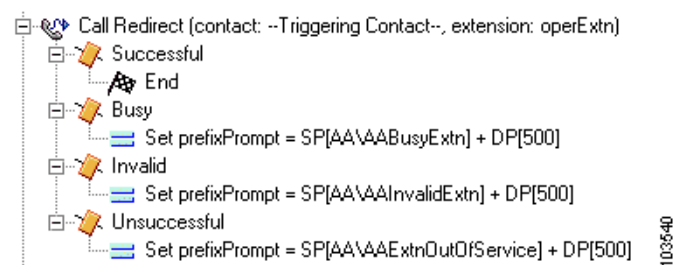 Call Redirect (contact: --Triggering Contact--, extension: operExtn)
Successful
End
Busy
Set prefixPrompt = SP[AA\AABusyExtn] + DP[500]
Invalid
Set prefixPrompt = SP[AA\AAInvalidExtn] + DP[500]
Unsuccessful
Set prefixPrompt = SP[AA\AAExtnOutOfService] + DP[500]
103540